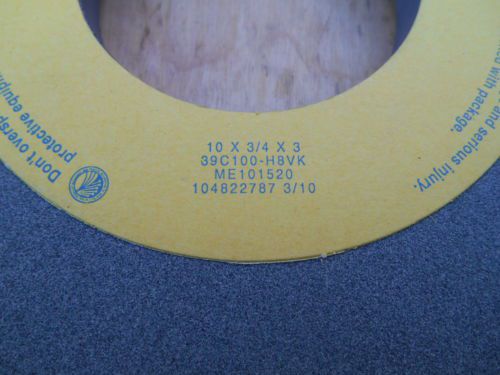 10 X 3/4 X 3
39C100-H8VK
ME101520
104822787 3/10
Don't oversp
protective equip
with package.
and serious injury.